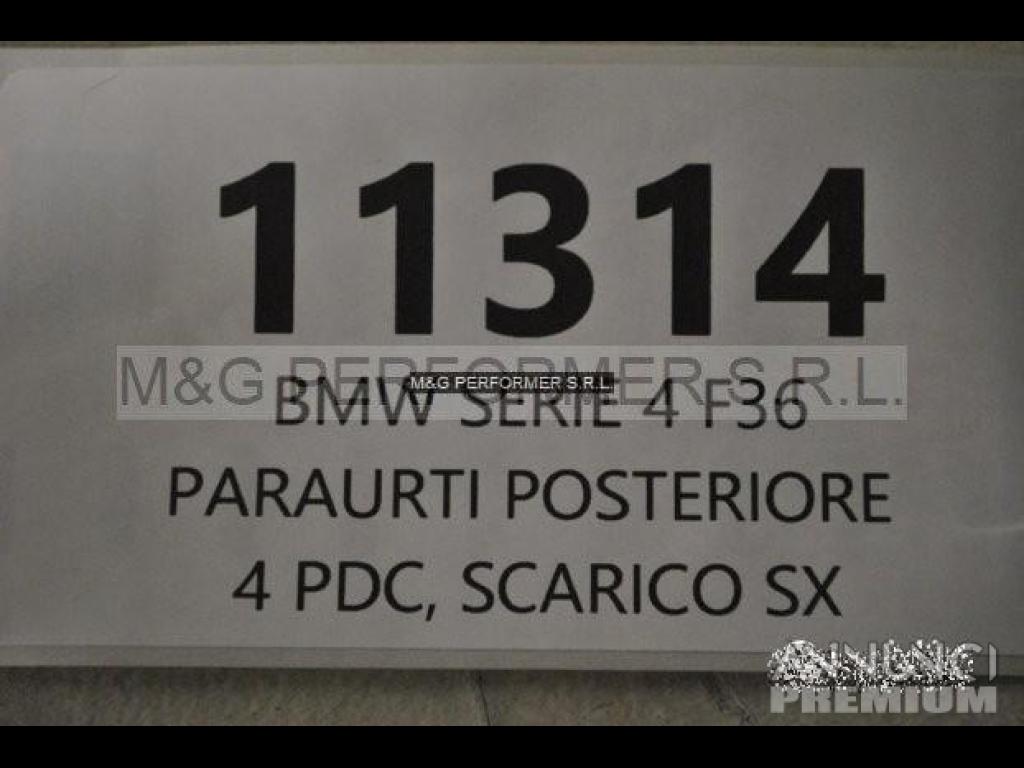 11314
M&G PERFORMER S.R.L.
M&G PERFORMER S.R.L.
BMW SERIE 4 F36
PARAURTI POSTERIORE
4 PDC, SCARICO SX
ANNUNCI
PREMIUM